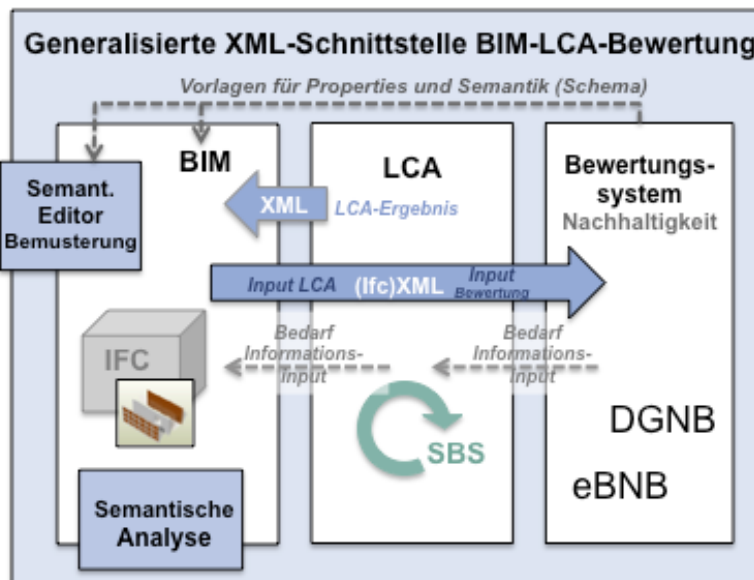 Generalisierte XML-Schnittstelle BIM-LCA-Bewertung
Vorlagen für Properties und Semantik (Schema)
BIM
LCA
Bewertungs-
system
Nachhaltigkeit
Semant.
Editor
Bemusterung
XML
LCA-Ergebnis
Input LCA
(Ifc)XML
Input
Bewertung
Bedarf
Informations-
input
Bedarf
Informations-
input
IFC
SBS
DGNB
eBNB
Semantische
Analyse